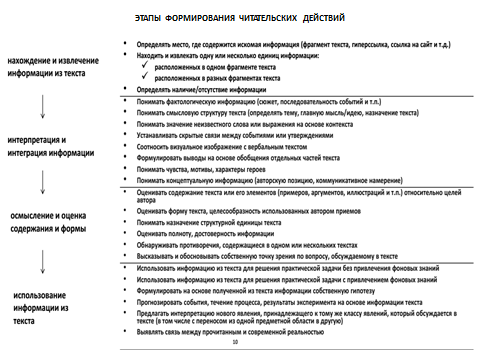 ЭТАПЫ ФОРМИРОВАНИЯ ЧИТАТЕЛЬСКИХ ДЕЙСТВИЙ
нахождение и извлечение
информации из текста
• Определять место, где содержится искомая информация (фрагмент текста, гиперссылка, ссылка на сайт и т.д.)
• Находить и извлекать одну или несколько единиц информации:
✓ расположенных в одном фрагменте текста
✓ расположенных в разных фрагментах текста
• Определять наличие/отсутствие информации
интерпретация и
интеграция информации
• Понимать фактологическую информацию (сюжет, последовательность событий и т.п.)
• Понимать смысловую структуру текста (определять тему, главную мысль/идею, назначение текста)
• Понимать значение неизвестного слова или выражения на основе контекста
• Устанавливать скрытые связи между событиями или утверждениями
• Соотносить визуальное изображение с вербальным текстом
• Формулировать выводы на основе обобщения отдельных частей текста
• Понимать чувства, мотивы, характеры героев
• Понимать концептуальную информацию (авторскую позицию, коммуникативное намерение)
осмысление и оценка
содержания и формы
• Оценивать содержание текста или его элементов (примеров, аргументов, иллюстраций и т.п.) относительно целей
автора
• Оценивать форму текста, целесообразность использованных автором приемов
• Понимать назначение структурной единицы текста
• Оценивать полноту, достоверность информации
• Обнаруживать противоречия, содержащиеся в одном или нескольких текстах
• Высказывать и обосновывать собственную точку зрения по вопросу, обсуждаемому в тексте
использование
информации из
текста
• Использовать информацию из текста для решения практической задачи без привлечения фоновых знаний
• Использовать информацию из текста для решения практической задачи с привлечением фоновых знаний
• Формулировать на основе полученной из текста информации собственную гипотезу
• Прогнозировать события, течение процесса, результаты эксперимента на основе информации текста
• Предлагать интерпретацию нового явления, принадлежащего к тому же классу явлений, который обсуждается в
тексте (в том числе с переносом из одной предметной области в другую)
• Выявлять связь между прочитанным и современной реальностью
10